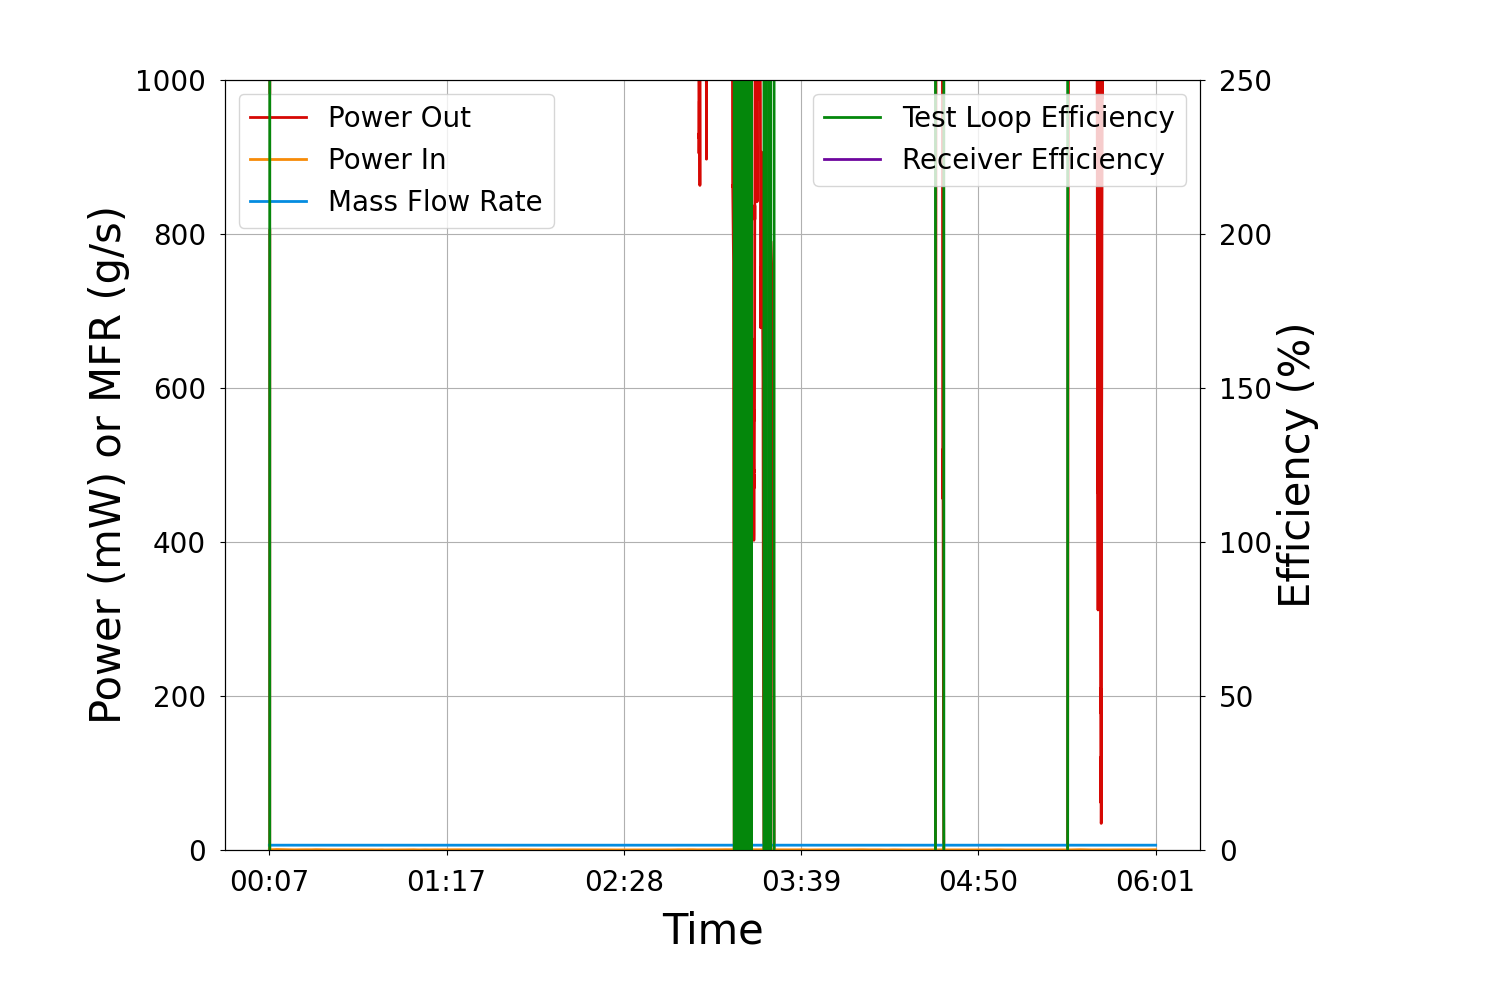 Power Out
Power In
Mass Flow Rate
Test Loop Efficiency
Receiver Efficiency
1000
800
600
400
200
0
Power (mW) or MFR (g/s)
250
200
150
100
50
0
Efficiency (%)
00:07 01:17 02:28 03:39 04:50 06:01
Time